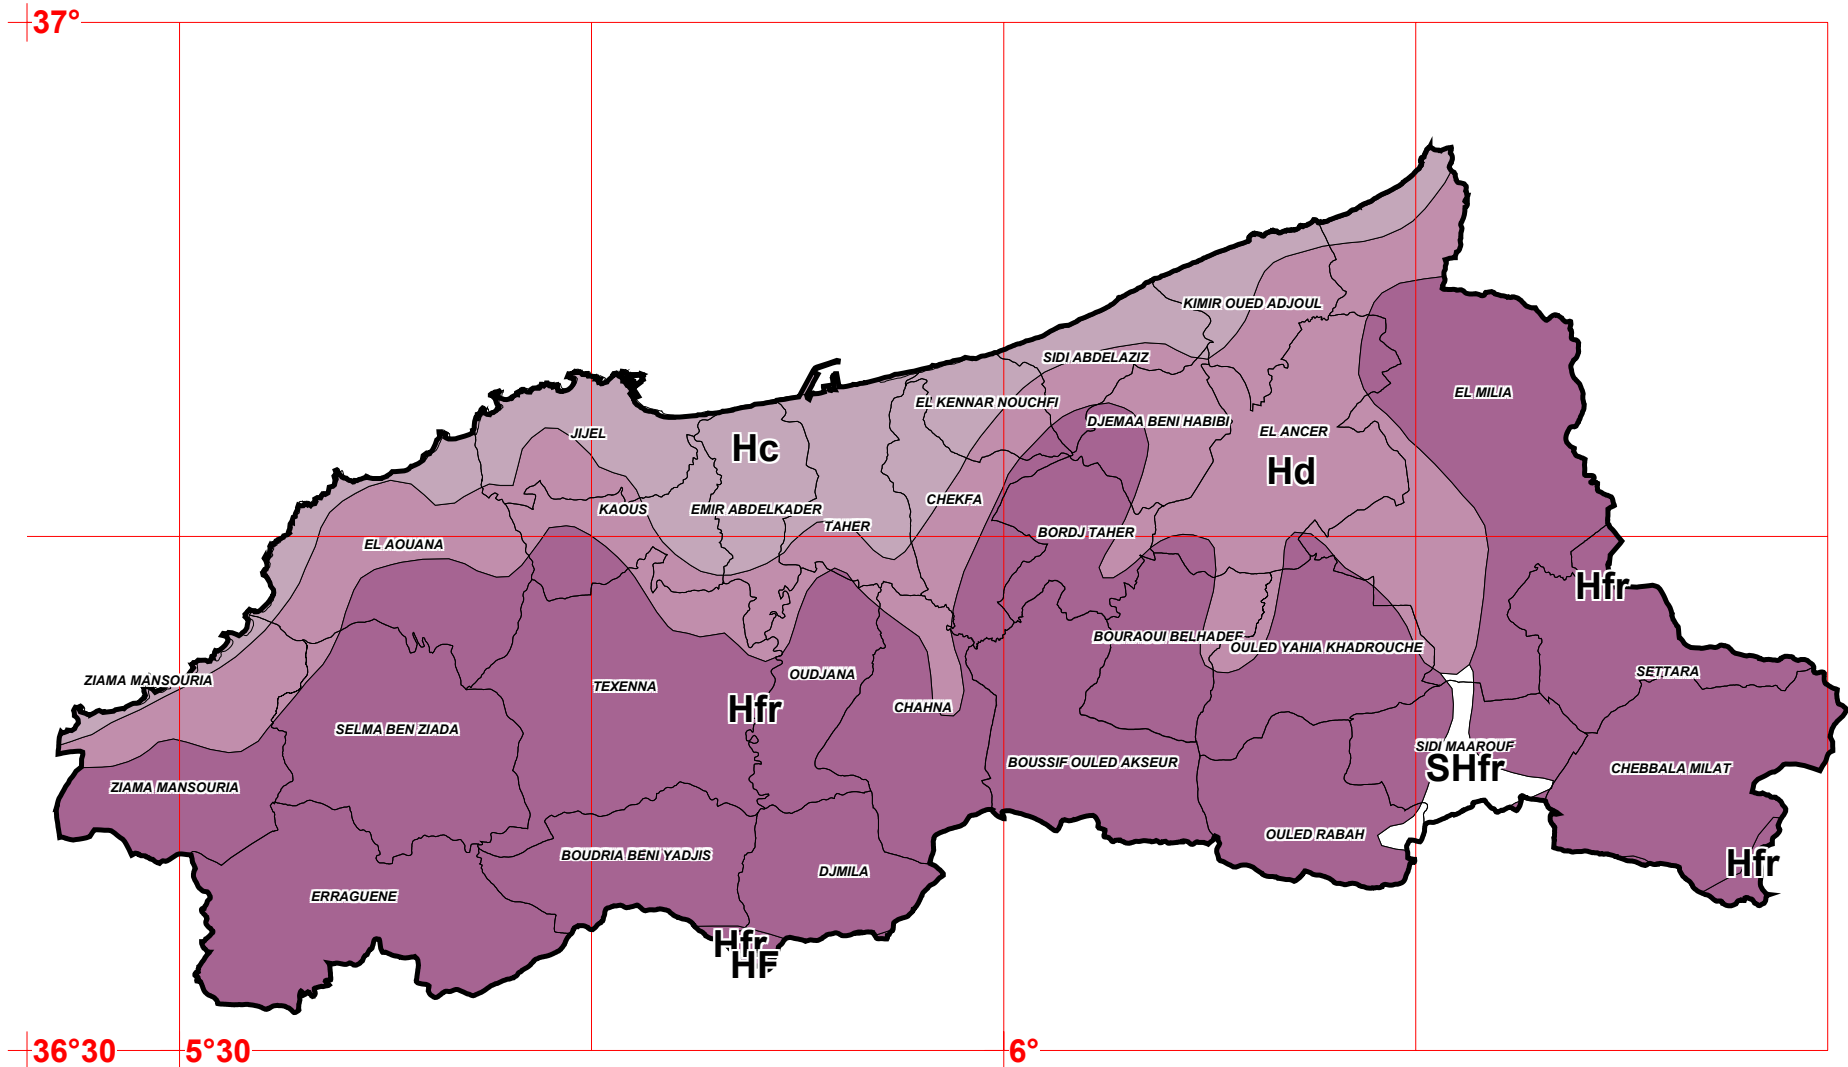 37°
KIMIR OUED ADJOUL
SIDI ABDELAZIZ
EL MILIA
EL KENNAR NOUCHFI
DJEMAA BENI HABIBI
EL ANCER
JIJEL
Hc
Hd
CHEKFA
KAOUS
EMIR ABDELKADER
TAHER
BORDJ TAHER
EL AOUANA
Hfr
BOURAOUI BELHADEF
OULED YAHIA KHADROUCHE
SETTARA
ZIAMA MANSOURIA
TEXENNA
OUDJANA
CHAHNA
Hfr
SELMA BEN ZIADA
SIDI MAAROUF
BOUSSIF OULED AKSEUR
SHfr
CHEBBALA MILAT
ZIAMA MANSOURIA
OULED RABAH
BOUDRIA BENI YADJIS
DJMILA
Hfr
ERRAGUENE
Hfr
HF
36°30
5°30
6°